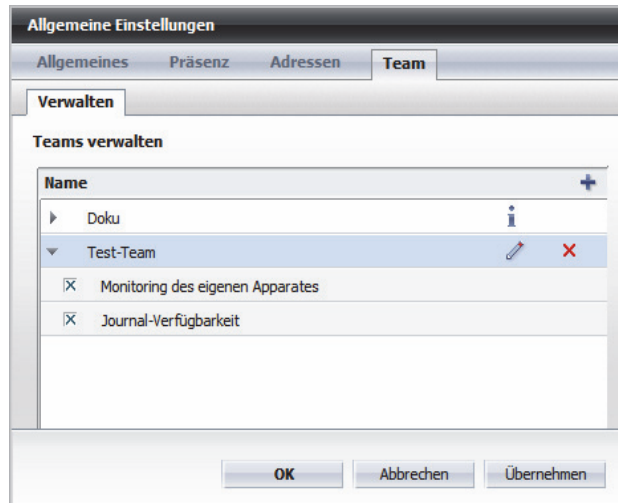 Allgemeine Einstellungen
Allgemeines Präsenz Adressen Team
Verwalten
Teams verwalten
Name
Doku
Test-Team
Monitoring des eigenen Apparates
Journal-Verfügbarkeit
OK Abbrechen Übernehmen